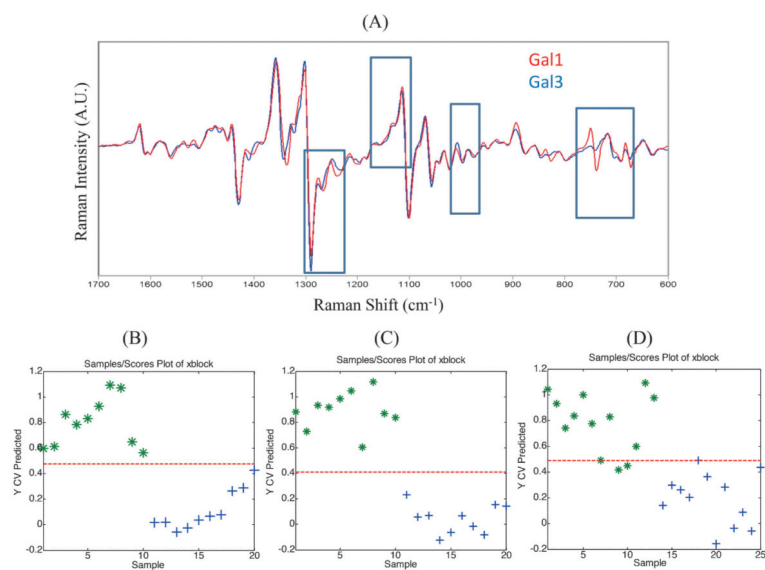 (A)
Gal1
Gal3
Raman Intensity (A.U.)
1700 1600 1500 1400 1300 1200 1100 1000 900 800 700 600
Raman Shift (cm⁻¹)
(B)
Samples/Scores Plot of xblock
Y CV Predicted
1.2
1
0.8
0.6
0.4
0.2
0
-0.2
5 10 15 20
Sample
(C)
Samples/Scores Plot of xblock
Y CV Predicted
1.2
1
0.8
0.6
0.4
0.2
0
-0.2
5 10 15 20
Sample
(D)
Samples/Scores Plot of xblock
Y CV Predicted
1.2
1
0.8
0.6
0.4
0.2
0
-0.2
5 10 15 20 25
Sample